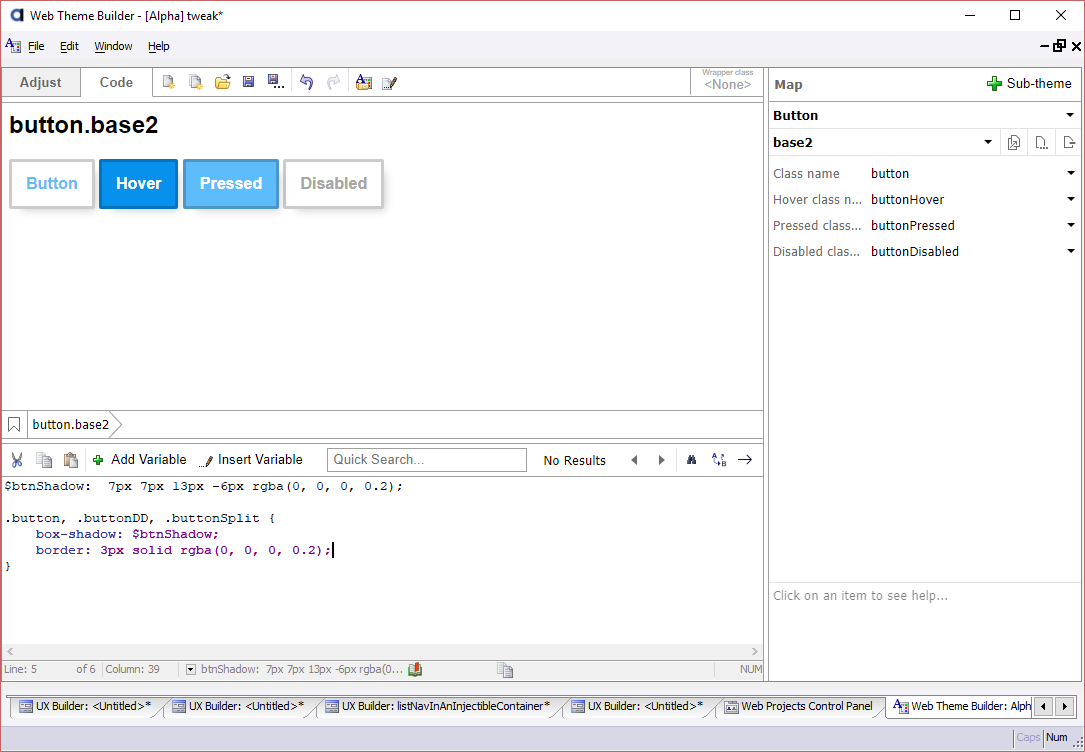 Web Theme Builder - [Alpha] tweak*
File Edit Window Help
Adjust Code
Wrapper class
<None>
Map Sub-theme
button.base2
Button Hover Pressed Disabled
Button
base2
Class name button
Hover class n... buttonHover
Pressed class... buttonPressed
Disabled clas... buttonDisabled
button.base2
Add Variable Insert Variable Quick Search... No Results
$btnShadow:  7px 7px 13px -6px rgba(0, 0, 0, 0.2);
.button, .buttonDD, .buttonSplit {
    box-shadow: $btnShadow;
    border: 3px solid rgba(0, 0, 0, 0.2);
}
Click on an item to see help...
Line: 5 of 6 Column: 39 btnShadow: 7px 7px 13px -6px rgba(0... NUM
UX Builder: <Untitled>* UX Builder: <Untitled>* UX Builder: listNavInAnInjectibleContainer* UX Builder: <Untitled>* Web Projects Control Panel Web Theme Builder: Alph
Caps Num